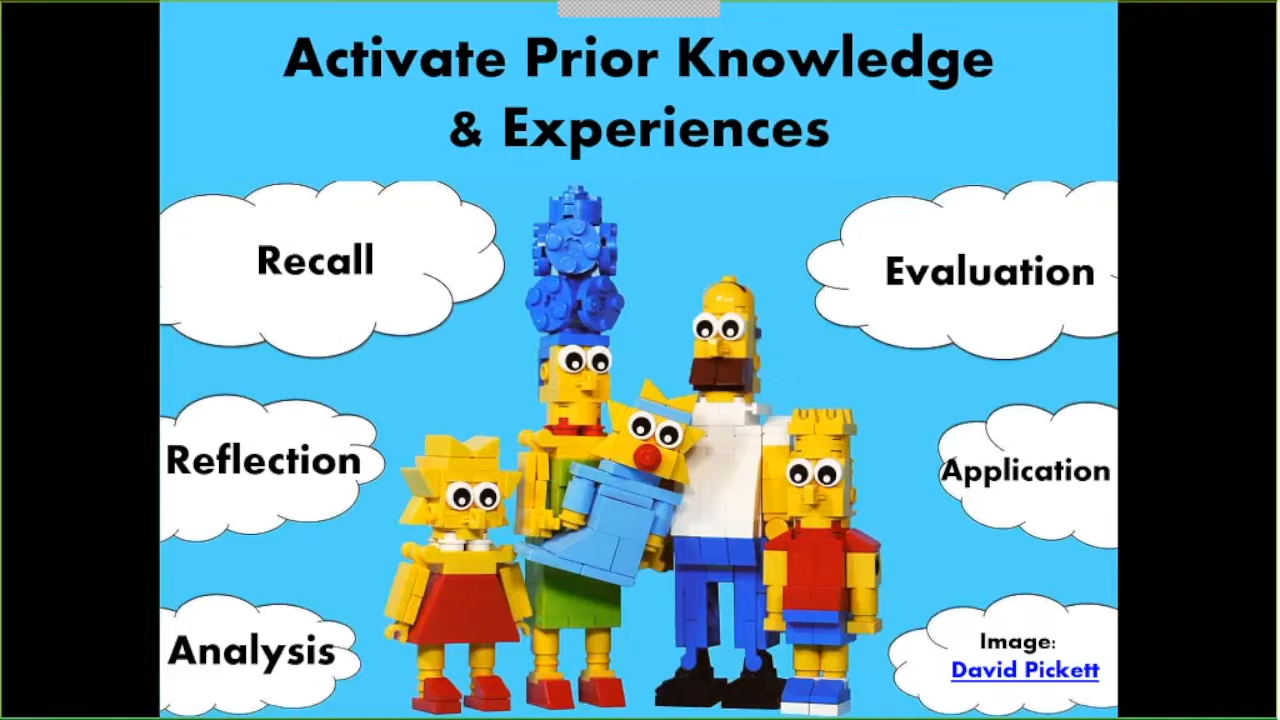 Activate Prior Knowledge
& Experiences
Recall
Evaluation
Reflection
Application
Analysis
Image:
David Pickett